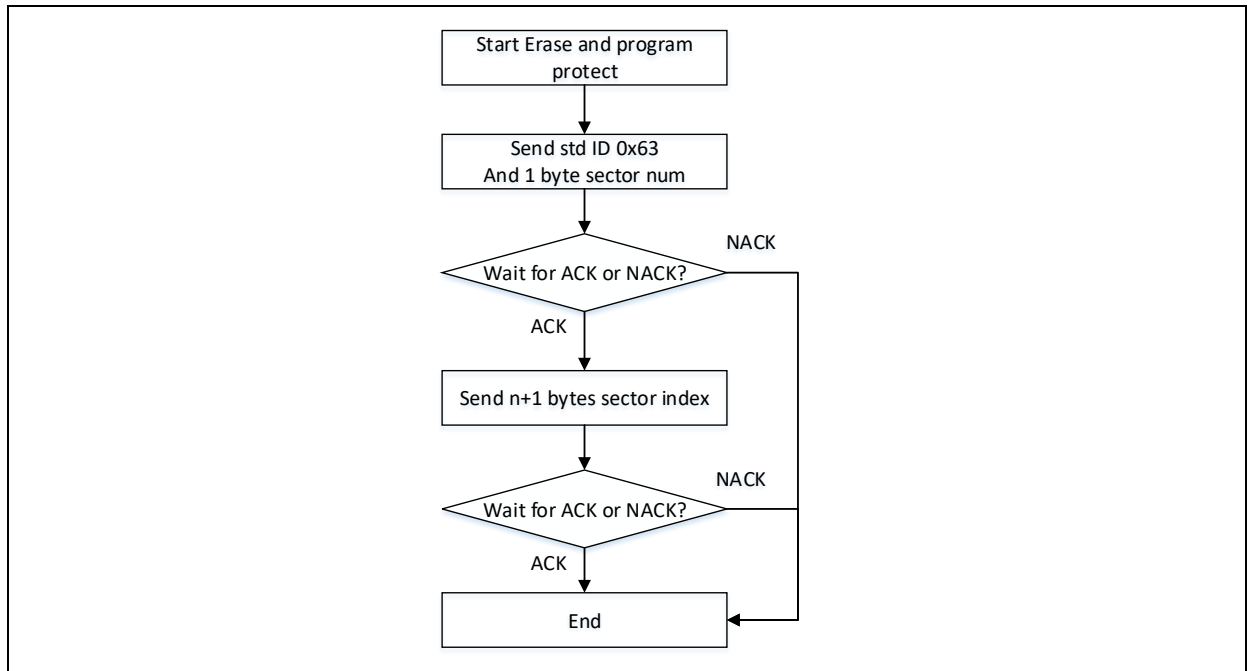 Start Erase and program
protect
Send std ID 0x63
And 1 byte sector num
NACK
Wait for ACK or NACK?
ACK
Send n+1 bytes sector index
NACK
Wait for ACK or NACK?
ACK
End